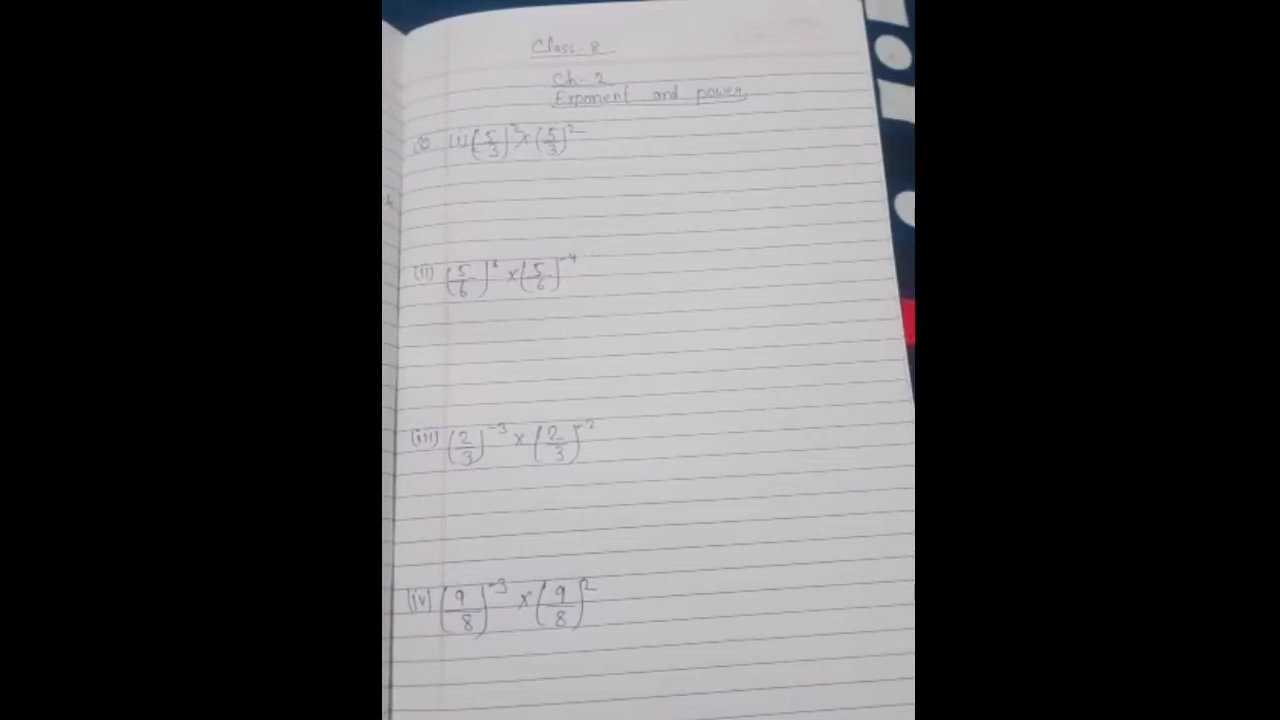 Class-8
Ch-2
Exponent and power
(i) (5/3)^2 × (5/3)^2
(ii) (5/6)^6 × (5/6)^-4
(iii) (2/3)^-3 × (2/3)^-2
(iv) (9/8)^-3 × (9/8)^2